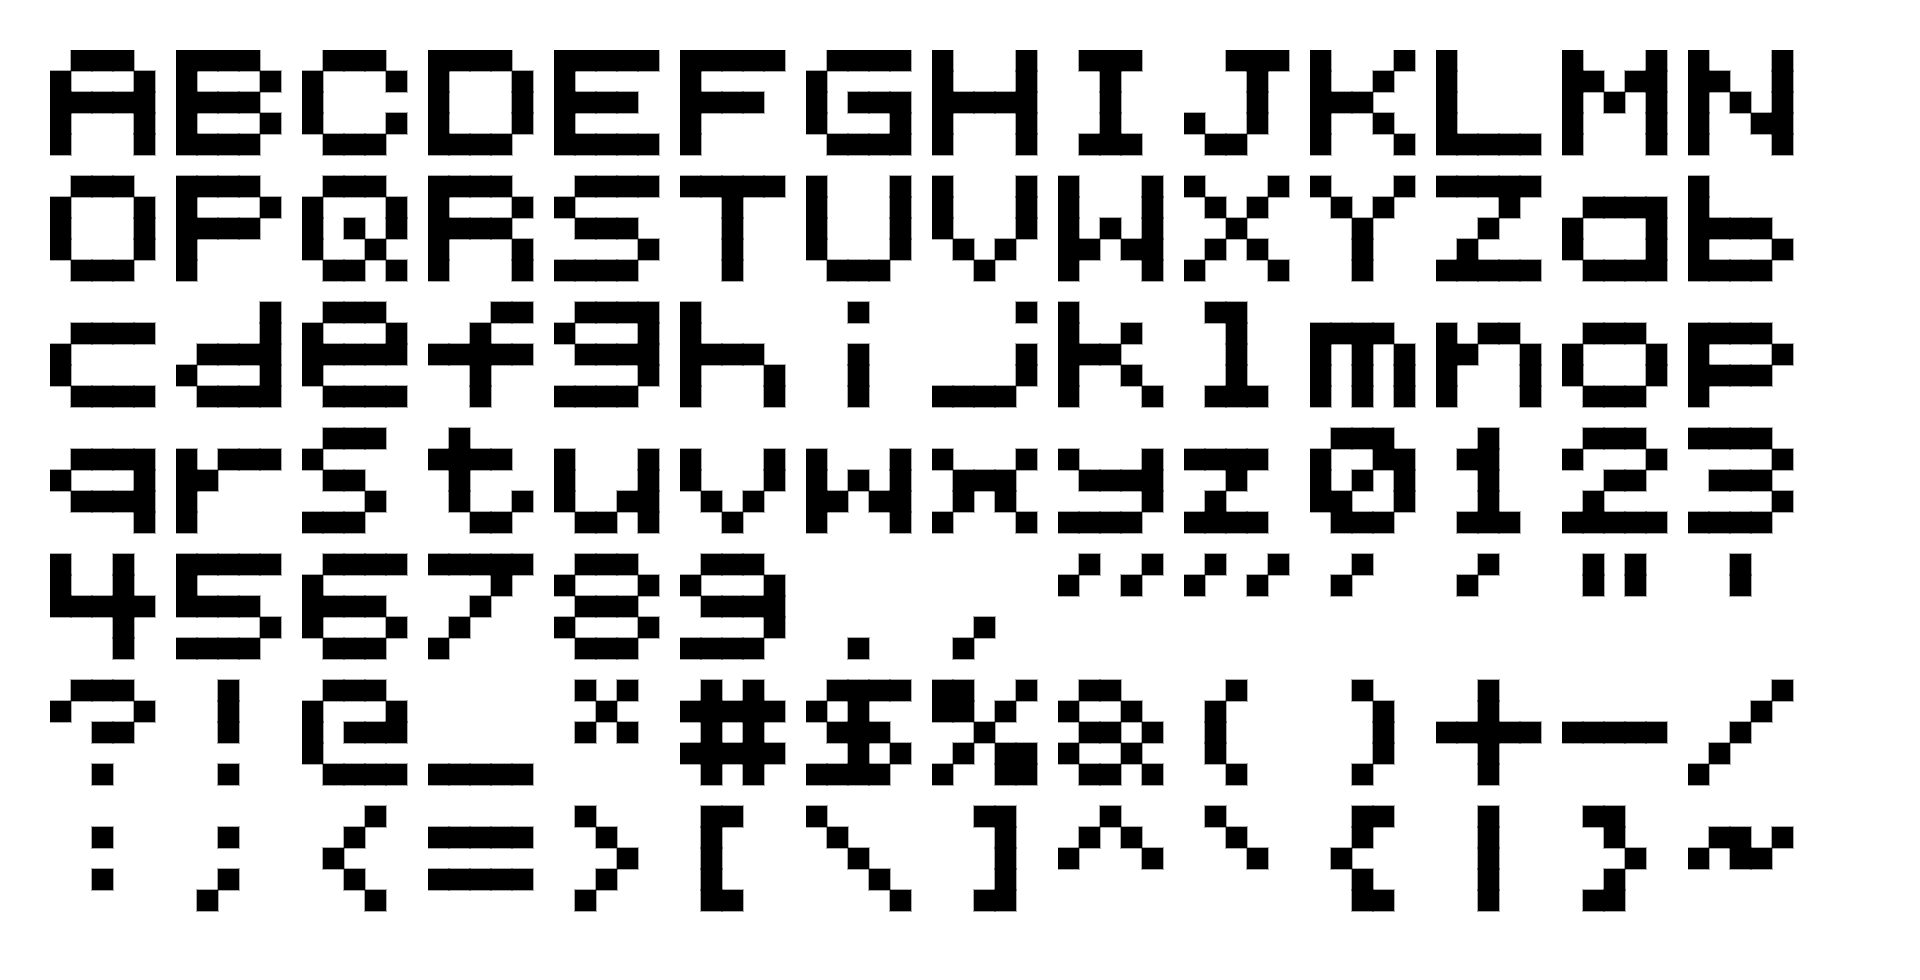 ABCDEFGHIJKLMN
OPQRSTUVWXYZab
cdefghijklmnop
qrstuvwxyz0123
456789.,“”‘’"'
?!@_*#$%&()+-/
:;<=>[\]^`{|}~